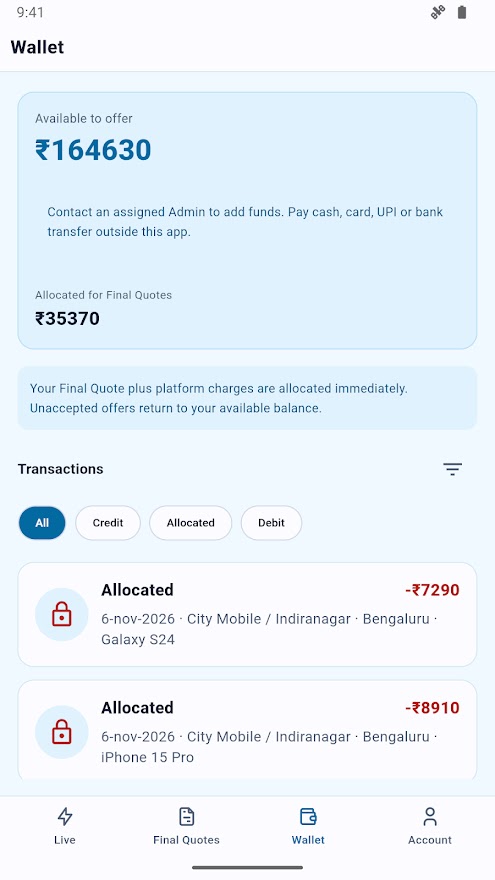 9:41
Wallet
Available to offer
₹164630
Contact an assigned Admin to add funds. Pay cash, card, UPI or bank
transfer outside this app.
Allocated for Final Quotes
₹35370
Your Final Quote plus platform charges are allocated immediately.
Unaccepted offers return to your available balance.
Transactions
All Credit Allocated Debit
Allocated -₹7290
6-nov-2026 · City Mobile / Indiranagar · Bengaluru ·
Galaxy S24
Allocated -₹8910
6-nov-2026 · City Mobile / Indiranagar · Bengaluru ·
iPhone 15 Pro
Live Final Quotes Wallet Account